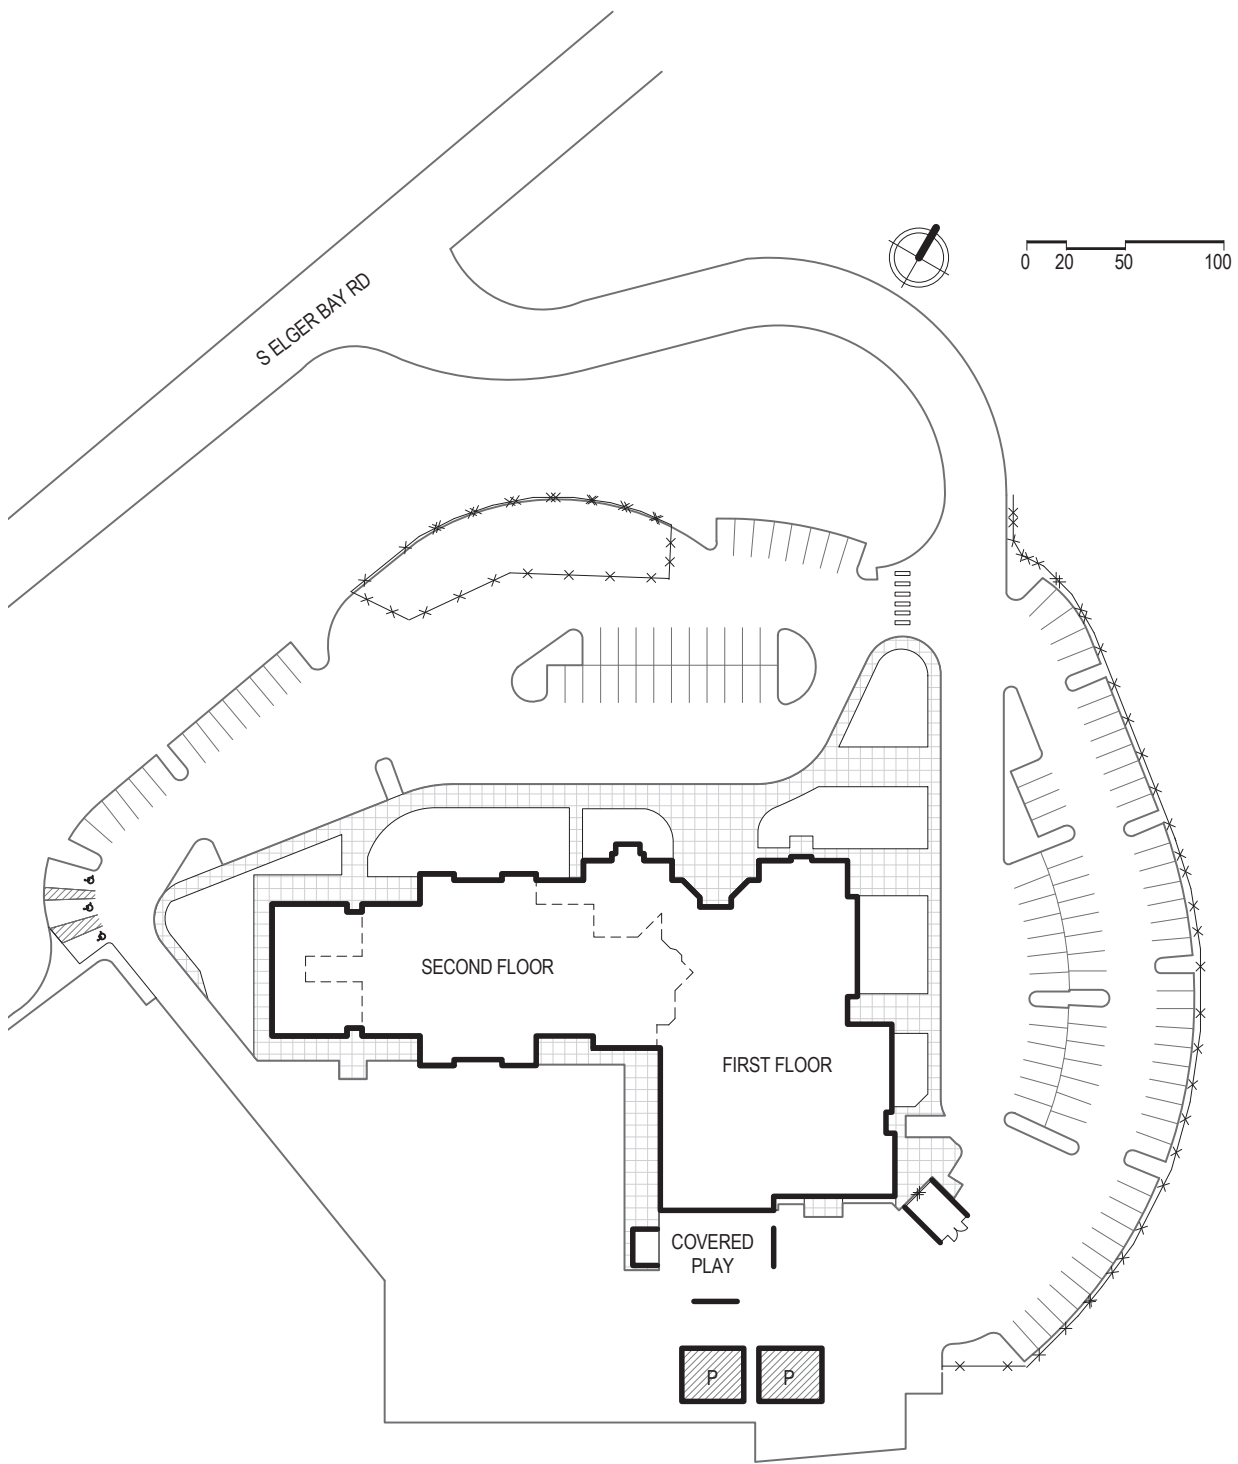 S ELGER BAY RD
0 20 50 100
SECOND FLOOR
FIRST FLOOR
COVERED
PLAY
P P